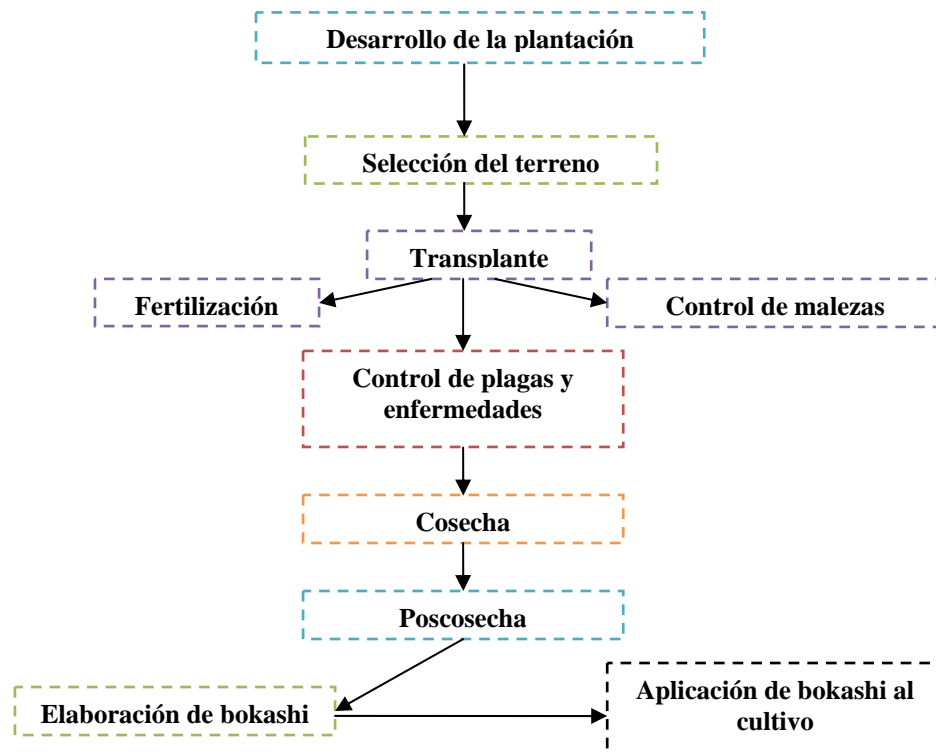 Desarrollo de la plantación
Selección del terreno
Transplante
Fertilización
Control de malezas
Control de plagas y
enfermedades
Cosecha
Poscosecha
Elaboración de bokashi
Aplicación de bokashi al
cultivo